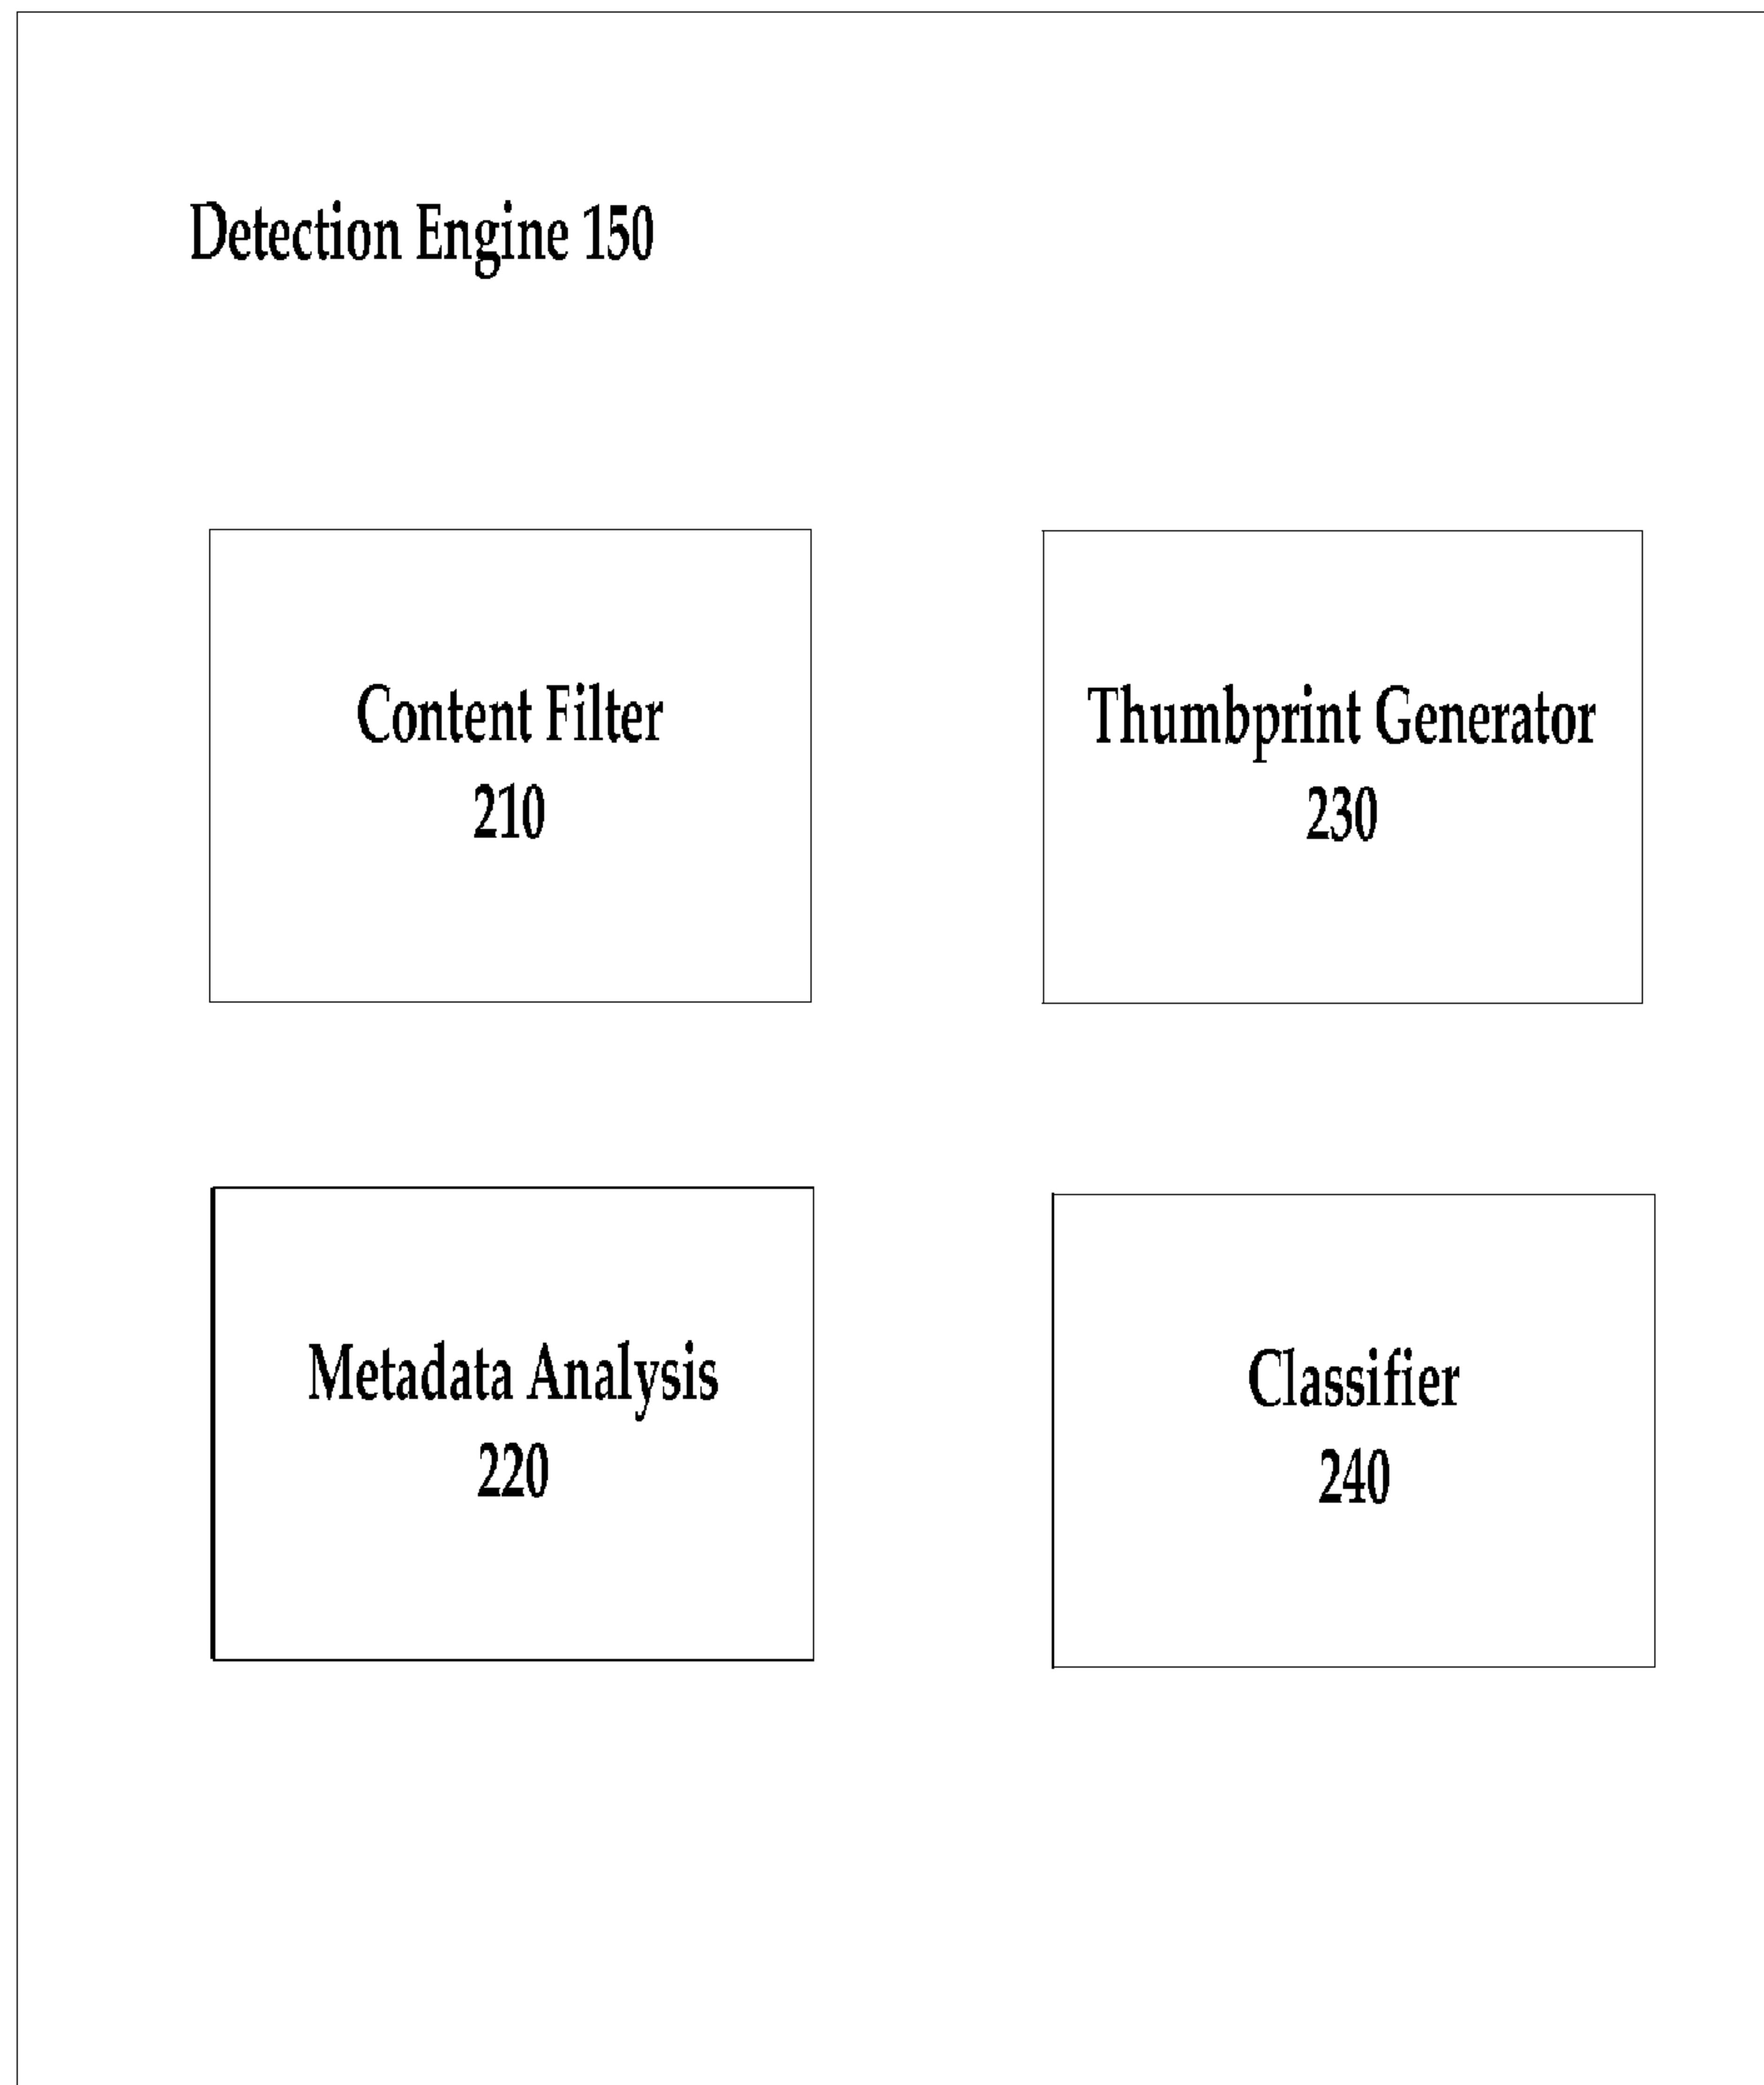 Detection Engine 150
Content Filter
210
Thumbprint Generator
230
Metadata Analysis
220
Classifier
240